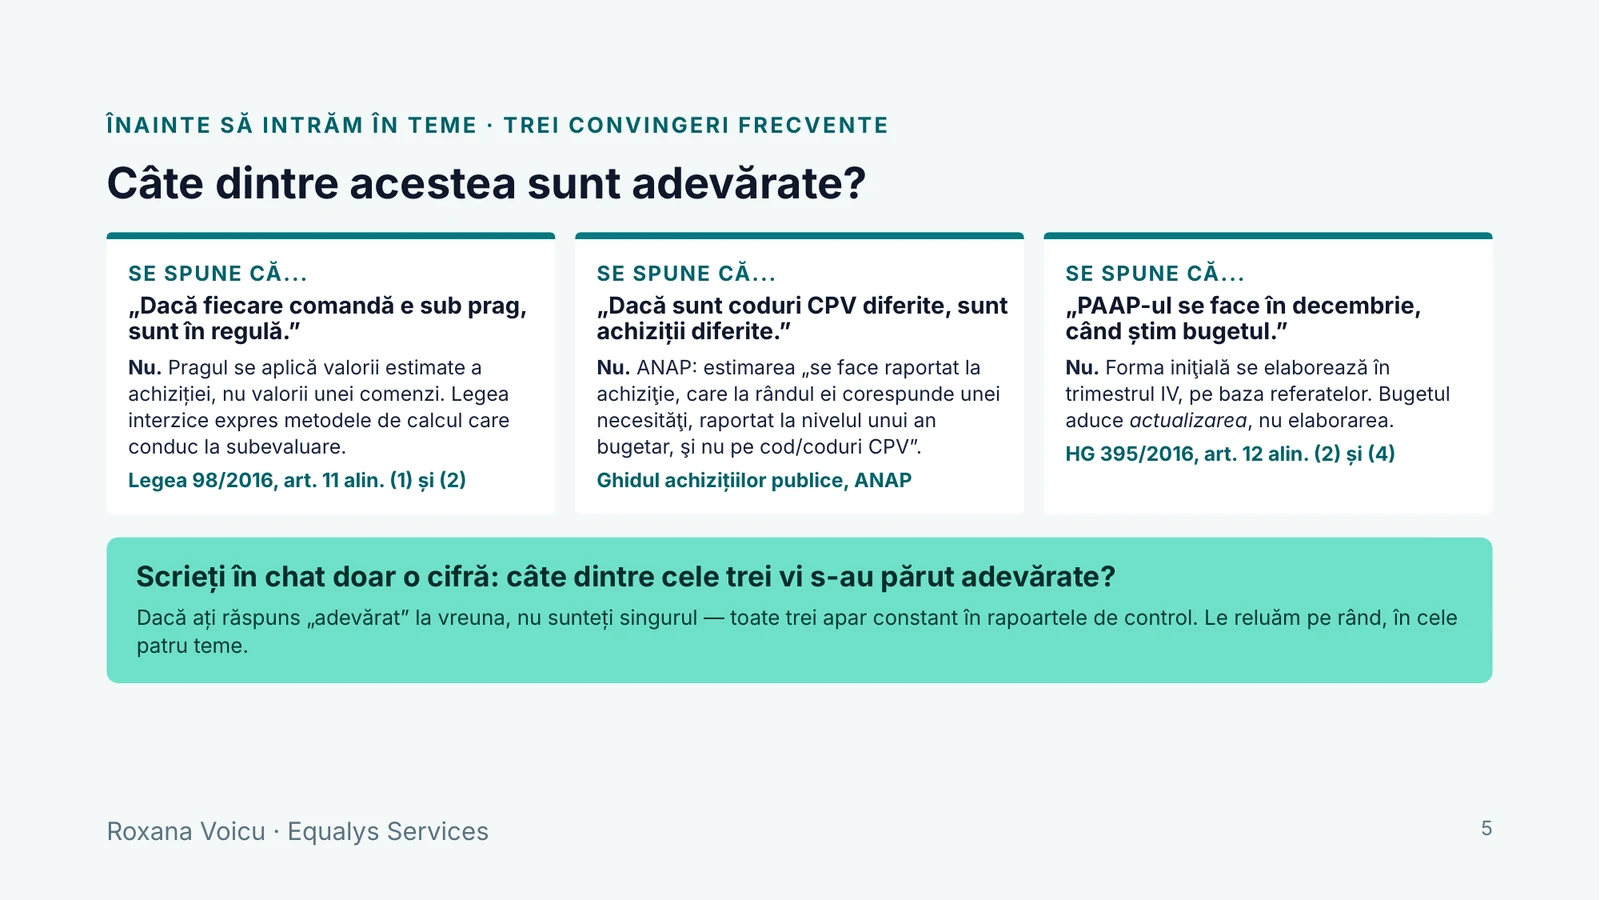 ÎNAINTE SĂ INTRĂM ÎN TEME · TREI CONVINGERI FRECVENTE
Câte dintre acestea sunt adevărate?
SE SPUNE CĂ...
„Dacă fiecare comandă e sub prag,
sunt în regulă.”
Nu. Pragul se aplică valorii estimate a
achiziției, nu valorii unei comenzi. Legea
interzice expres metodele de calcul care
conduc la subevaluare.
Legea 98/2016, art. 11 alin. (1) și (2)
SE SPUNE CĂ...
„Dacă sunt coduri CPV diferite, sunt
achiziții diferite.”
Nu. ANAP: estimarea „se face raportat la
achiziţie, care la rândul ei corespunde unei
necesităţi, raportat la nivelul unui an
bugetar, şi nu pe cod/coduri CPV”.
Ghidul achizițiilor publice, ANAP
SE SPUNE CĂ...
„PAAP-ul se face în decembrie,
când știm bugetul.”
Nu. Forma iniţială se elaborează în
trimestrul IV, pe baza referatelor. Bugetul
aduce actualizarea, nu elaborarea.
HG 395/2016, art. 12 alin. (2) și (4)
Scrieți în chat doar o cifră: câte dintre cele trei vi s-au părut adevărate?
Dacă ați răspuns „adevărat” la vreuna, nu sunteți singurul — toate trei apar constant în rapoartele de control. Le reluăm pe rând, în cele
patru teme.
Roxana Voicu · Equalys Services
5